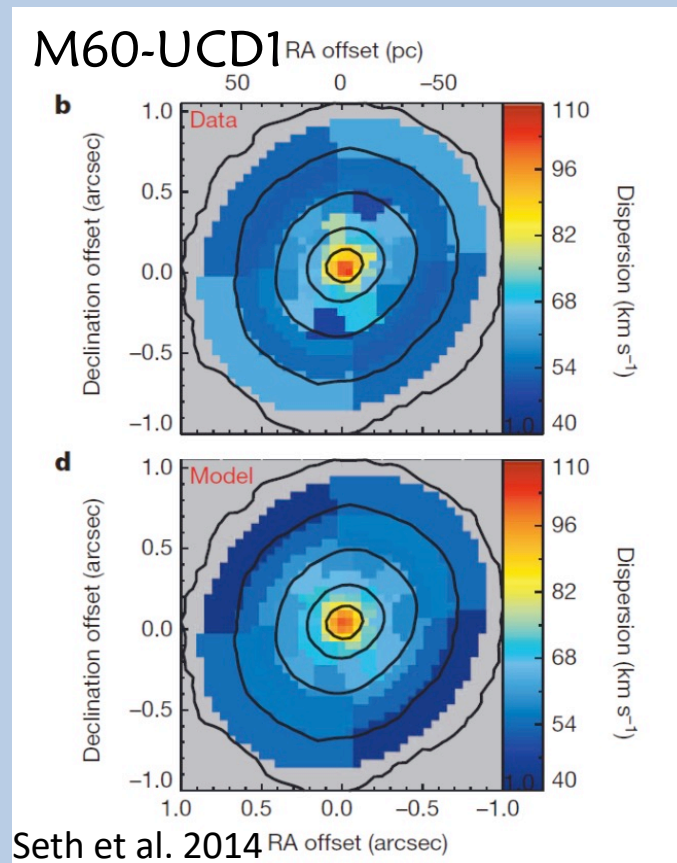 M60-UCD1 RA offset (pc)
50 0 −50
b
Data
1.0
0.5
0.0
−0.5
−1.0
Declination offset (arcsec)
110
96
82
68
54
40
1.0
Dispersion (km s⁻¹)
d
Model
1.0
0.5
0.0
−0.5
−1.0
Declination offset (arcsec)
110
96
82
68
54
40
1.0
Dispersion (km s⁻¹)
1.0 0.5 0.0 −0.5 −1.0
Seth et al. 2014 RA offset (arcsec)